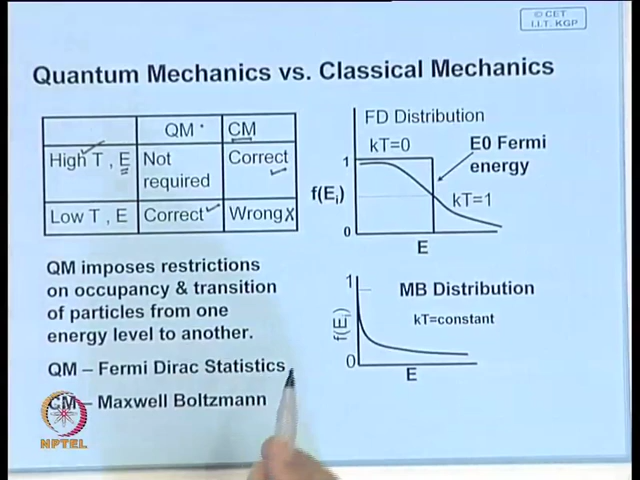 © CET
I.I.T. KGP
Quantum Mechanics vs. Classical Mechanics
QM CM
High T , E Not required Correct
Low T , E Correct Wrong x
QM imposes restrictions
on occupancy & transition
of particles from one
energy level to another.
QM – Fermi Dirac Statistics
CM – Maxwell Boltzmann
NPTEL
FD Distribution
kT=0
E0 Fermi
energy
1
f(Ei)
kT=1
0
E
1
MB Distribution
f(Ei)
kT=constant
0
E